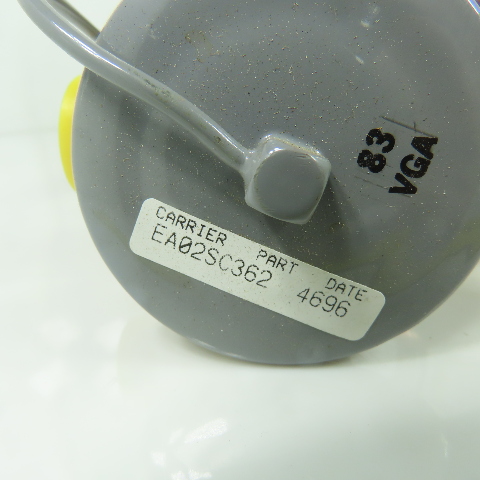 83
VGA
CARRIER PART DATE
EA02SC362 4696